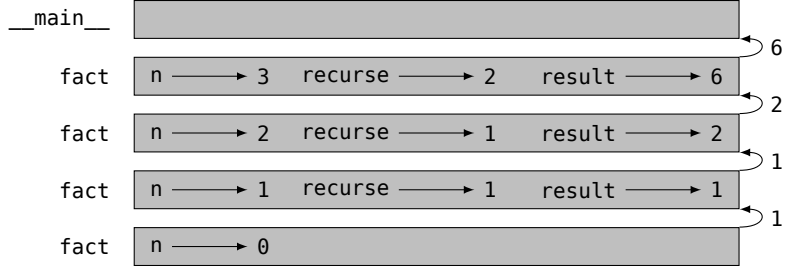 __main__
6
fact n 3 recurse 2 result 6
2
fact n 2 recurse 1 result 2
1
fact n 1 recurse 1 result 1
1
fact n 0